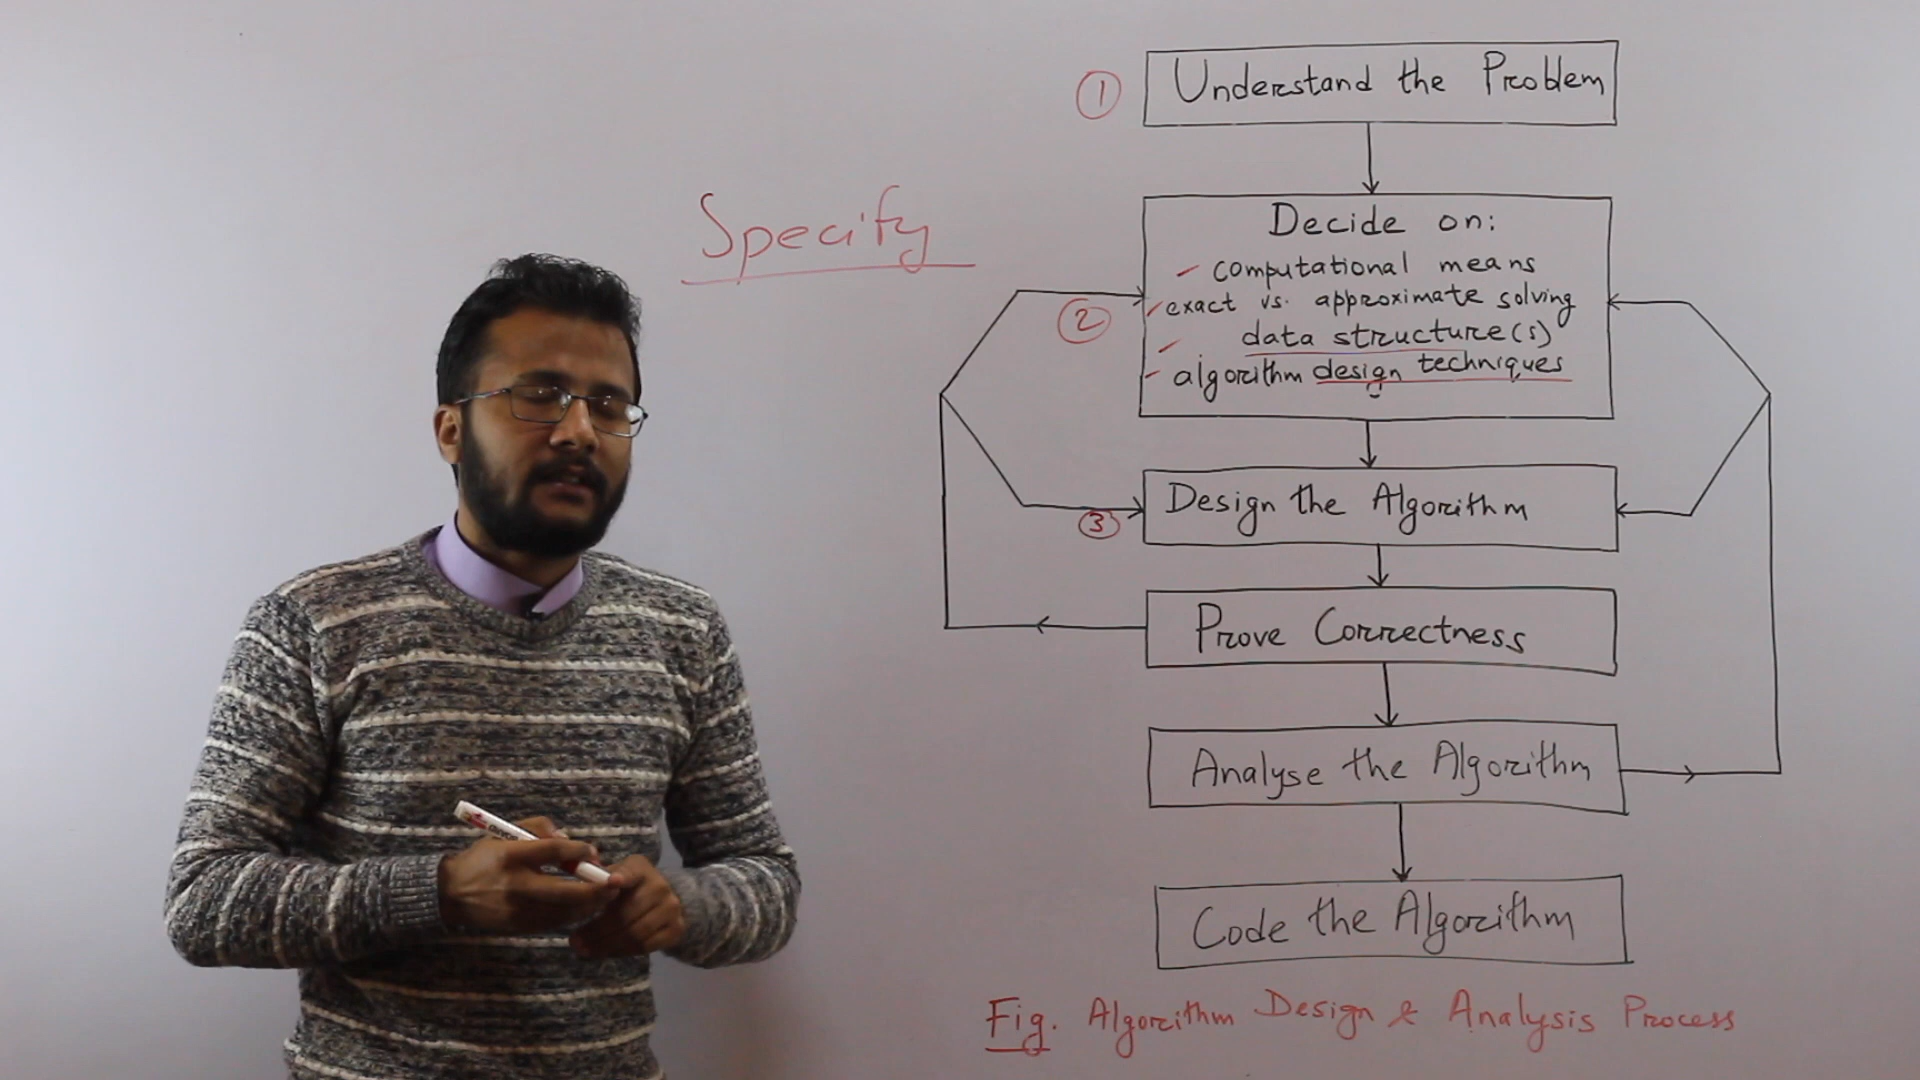 ① Understand the Problem
Specify
Decide on:
computational means
② exact vs. approximate solving
data structure(s)
algorithm design techniques
③ Design the Algorithm
Prove Correctness
Analyse the Algorithm
Code the Algorithm
Fig. Algorithm Design & Analysis Process